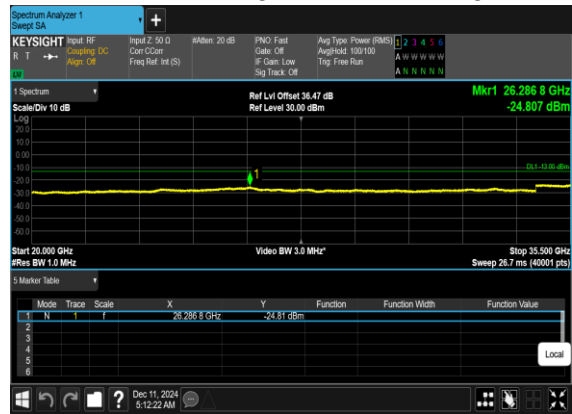 Spectrum Analyzer 1
Swept SA
KEYSIGHT
R T
Input: RF
Coupling: DC
Align: Off
Input Z: 50 Ω
Corr CCorr
Freq Ref: Int (S)
#Atten: 20 dB
PNO: Fast
Gate: Off
IF Gain: Low
Sig Track: Off
Avg Type: Power (RMS)
Avg|Hold: 100/100
Trig: Free Run
1 2 3 4 5 6
A W W W W W
A N N N N N
1 Spectrum
Scale/Div 10 dB
Ref Lvl Offset 36.47 dB
Ref Level 30.00 dBm
Mkr1 26.286 8 GHz
-24.807 dBm
Log
20.0
10.0
0.00
-10.0
-20.0
-30.0
-40.0
-50.0
-60.0
1
DL1 -13.00 dBm
Start 20.000 GHz
#Res BW 1.0 MHz
Video BW 3.0 MHz*
Stop 35.500 GHz
Sweep 26.7 ms (40001 pts)
5 Marker Table
Mode Trace Scale X Y Function Function Width Function Value
1 N 1 f 26.286 8 GHz -24.81 dBm
2
3
4
5
6
Local
?
Dec 11, 2024
5:12:22 AM